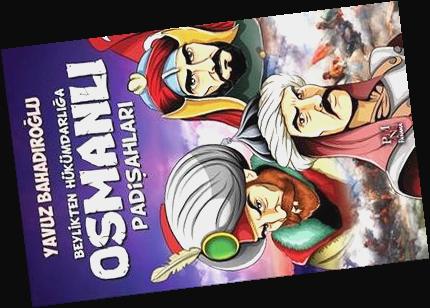 YAVUZ BAHADIROĞLU
BEYLİKTEN HÜKÜMDARLIĞA
OSMANLI
PADİŞAHLARI